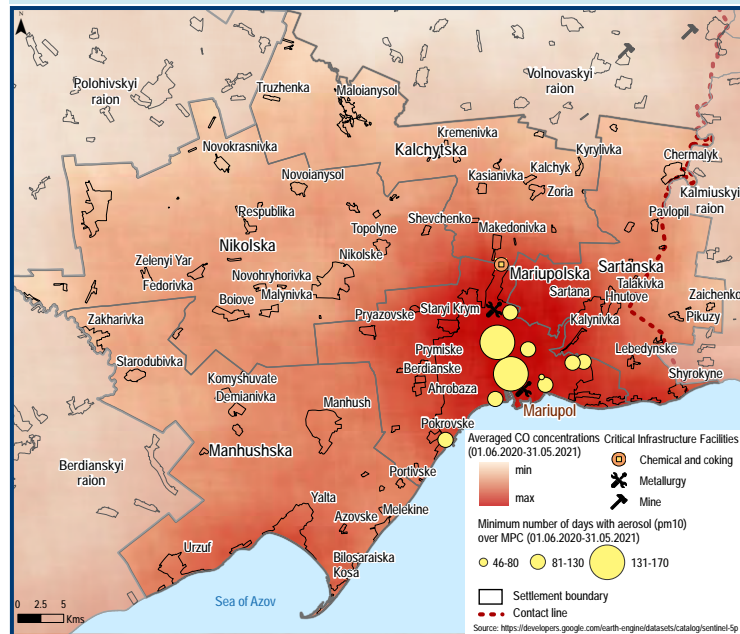 N
Polohivskyi
raion
Truzhenka
Maloianysol
Volnovaskyi
raion
Kremenivka
Kalchytska
Novokrasnivka
Kasianivka
Kalchyk
Kyrylivka
Chermalyk
Novoianysol
Zoria
Kalmiuskyi
raion
Respublika
Shevchenko
Makedonivka
Pavlopil
Topolyne
Nikolska
Nikolske
Zelenyi Yar
Fedorivka
Novohryhorivka
Malynivka
Boiove
Mariupolska
Sartanska
Talakivka
Hnutove
Sartana
Zaichenko
Pikuzy
Zakharivka
Pryazovske
Staryi Krym
Kalynivka
Starodubivka
Prymiske
Lebedynske
Berdianske
Shyrokyne
Komyshuvate
Demianivka
Ahrobaza
Manhush
Mariupol
Pokrovske
Manhushska
Berdianskyi
raion
Portivske
Yalta
Melekine
Azovske
Urzuf
Bilosaraiska
Kosa
Sea of Azov
0 2.5 5
Kms
Averaged CO concentrations
(01.06.2020-31.05.2021)
min
max
Critical Infrastructure Facilities
Chemical and coking
Metallurgy
Mine
Minimum number of days with aerosol (pm10)
over MPC (01.06.2020-31.05.2021)
46-80
81-130
131-170
Settlement boundary
Contact line
Source: https://developers.google.com/earth-engine/datasets/catalog/sentinel-5p